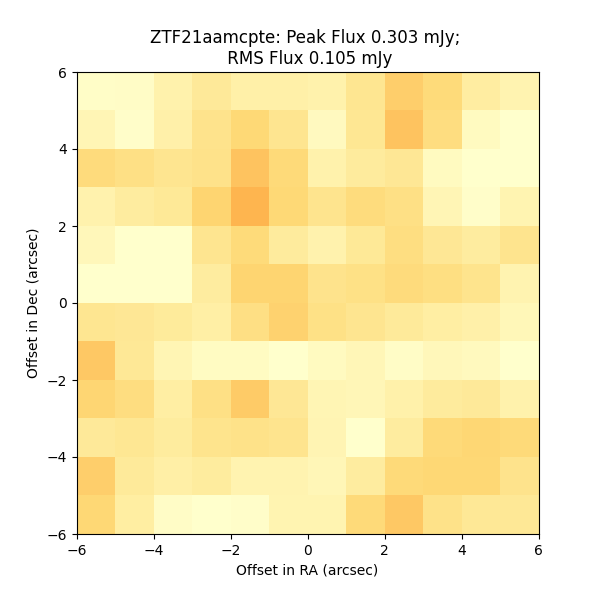 ZTF21aamcpte: Peak Flux 0.303 mJy;
RMS Flux 0.105 mJy
6
4
2
0
−2
−4
−6
Offset in Dec (arcsec)
−6 −4 −2 0 2 4 6
Offset in RA (arcsec)